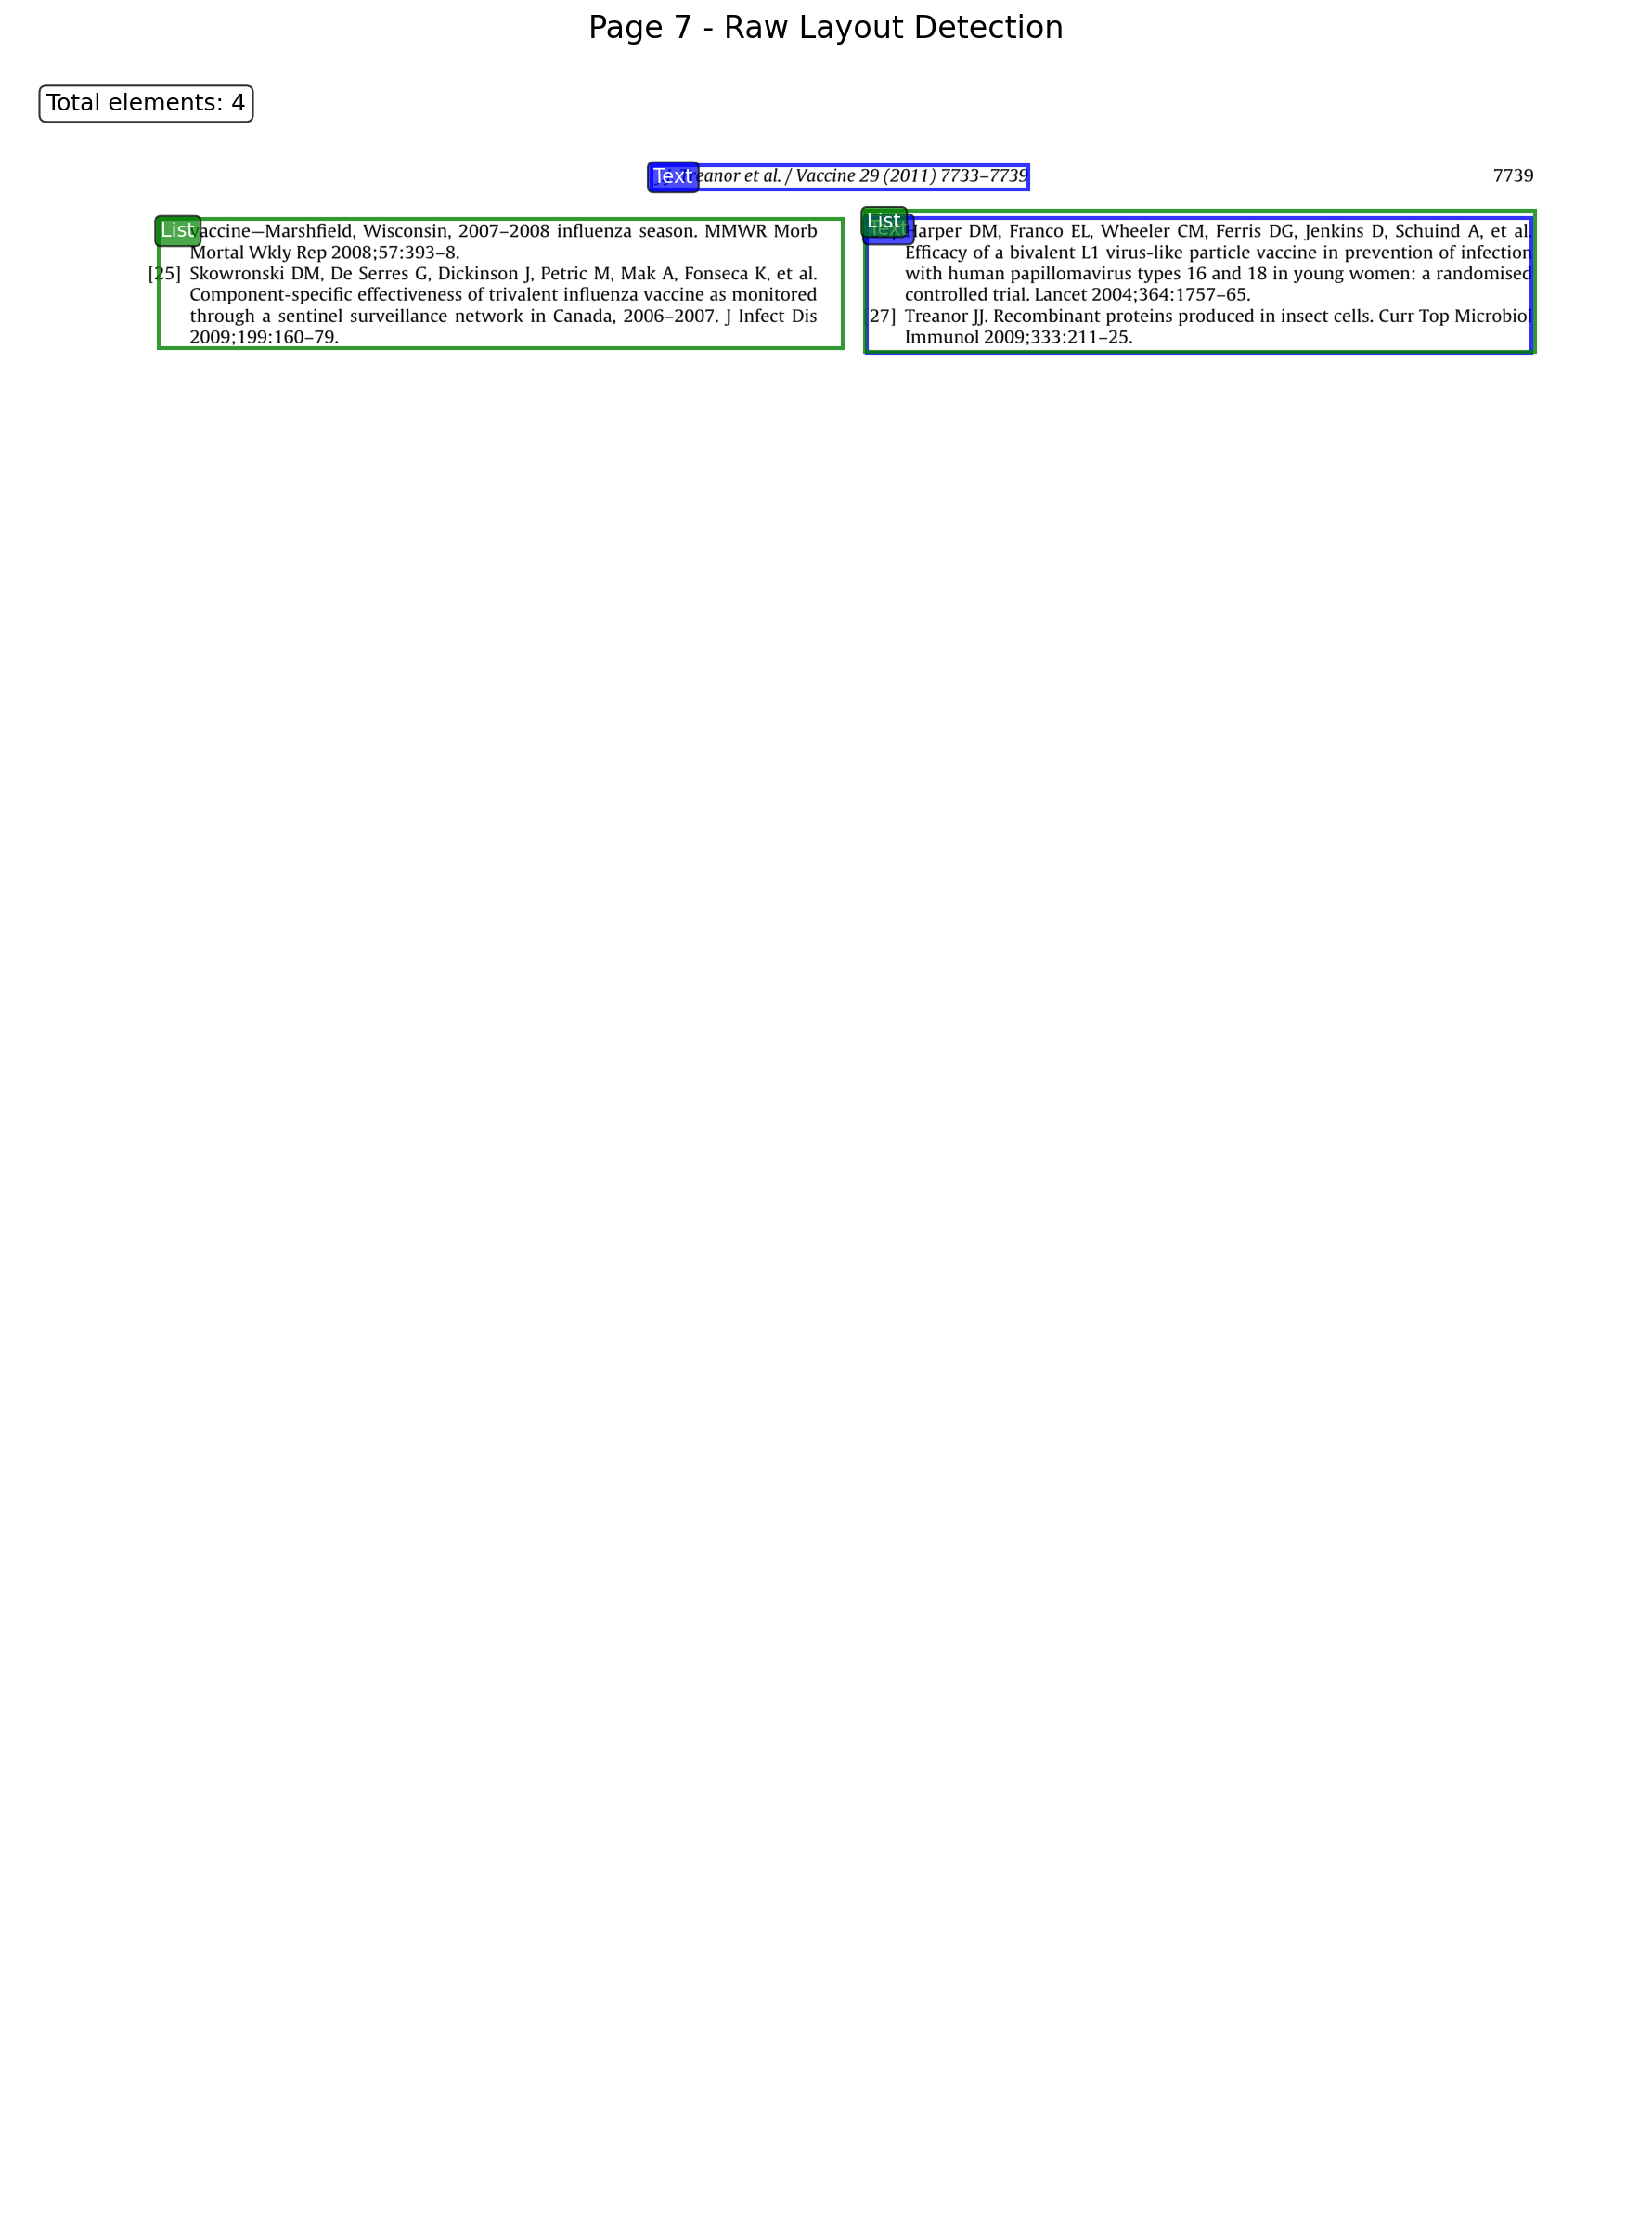 Page 7 - Raw Layout Detection
Total elements: 4
Text
et al. / Vaccine 29 (2011) 7733–7739
7739
List
vaccine—Marshfield, Wisconsin, 2007–2008 influenza season. MMWR Morb
Mortal Wkly Rep 2008;57:393–8.
[25] Skowronski DM, De Serres G, Dickinson J, Petric M, Mak A, Fonseca K, et al.
Component-specific effectiveness of trivalent influenza vaccine as monitored
through a sentinel surveillance network in Canada, 2006–2007. J Infect Dis
2009;199:160–79.
List
Harper DM, Franco EL, Wheeler CM, Ferris DG, Jenkins D, Schuind A, et al.
Efficacy of a bivalent L1 virus-like particle vaccine in prevention of infection
with human papillomavirus types 16 and 18 in young women: a randomised
controlled trial. Lancet 2004;364:1757–65.
[27] Treanor JJ. Recombinant proteins produced in insect cells. Curr Top Microbiol
Immunol 2009;333:211–25.